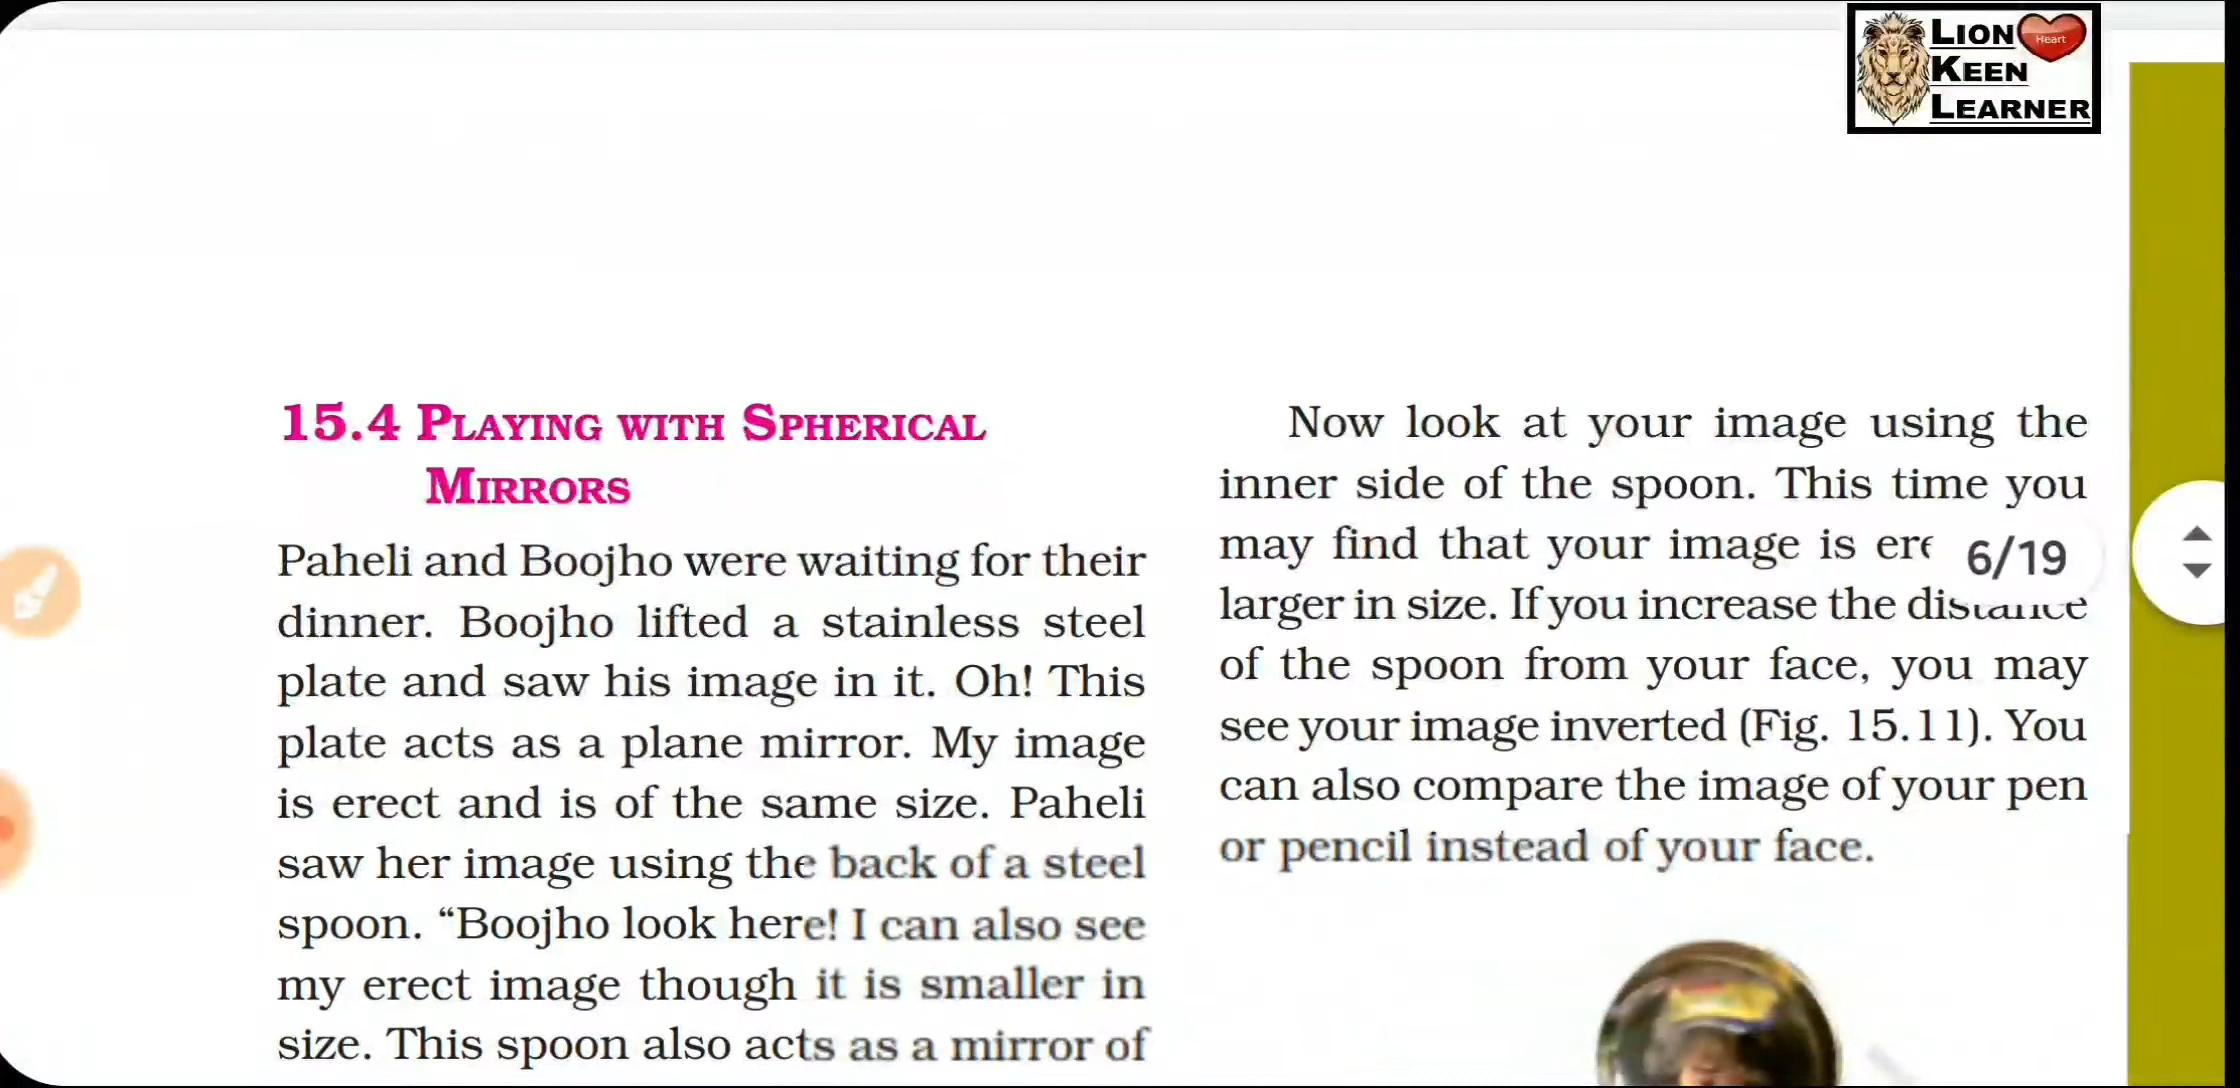 LION Heart
KEEN
LEARNER
15.4 PLAYING WITH SPHERICAL
MIRRORS
Paheli and Boojho were waiting for their
dinner. Boojho lifted a stainless steel
plate and saw his image in it. Oh! This
plate acts as a plane mirror. My image
is erect and is of the same size. Paheli
saw her image using the back of a steel
spoon. “Boojho look here! I can also see
my erect image though it is smaller in
size. This spoon also acts as a mirror of
Now look at your image using the
inner side of the spoon. This time you
may find that your image is
larger in size. If you increase the distance
of the spoon from your face, you may
see your image inverted (Fig. 15.11). You
can also compare the image of your pen
or pencil instead of your face.
6/19